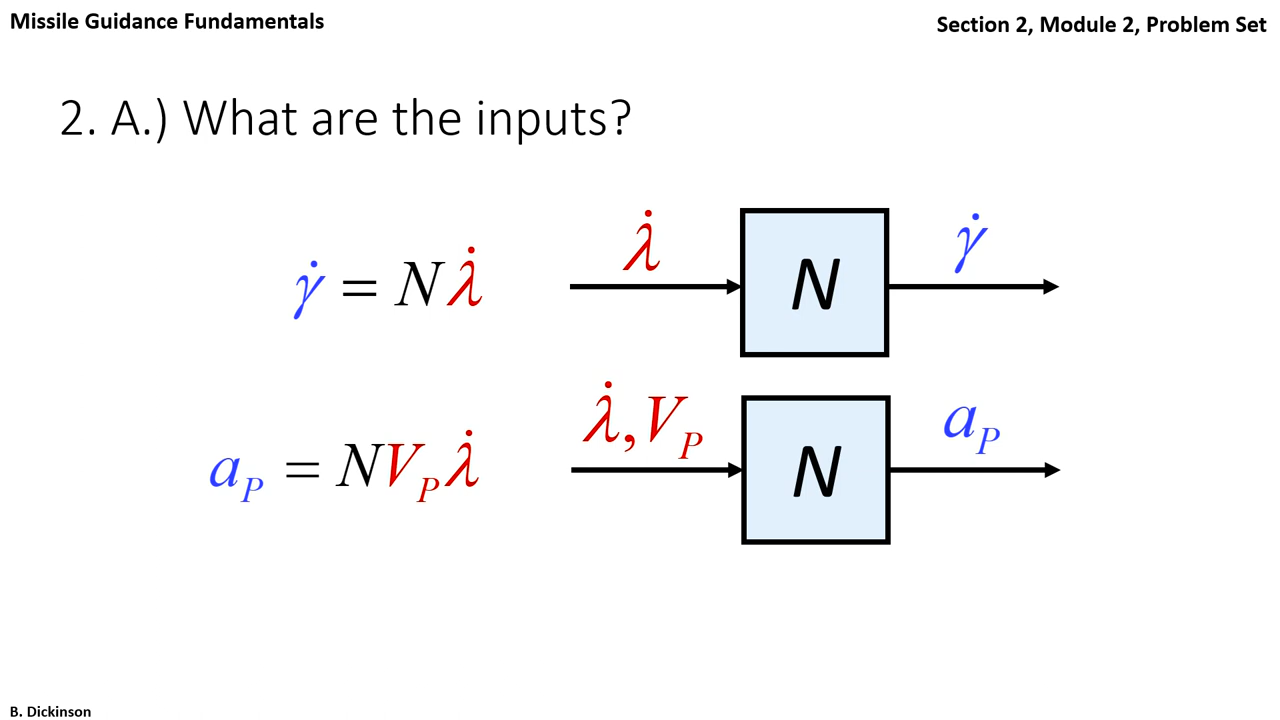 Missile Guidance Fundamentals
Section 2, Module 2, Problem Set
2. A.) What are the inputs?
γ̇ = Nλ̇
λ̇
N
γ̇
a_P = NV_Pλ̇
λ̇, V_P
N
a_P
B. Dickinson